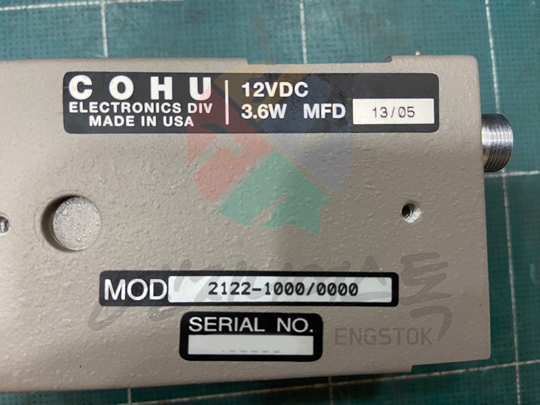 COHU
ELECTRONICS DIV
MADE IN USA
12VDC
3.6W MFD 13/05
MOD 2122-1000/0000
SERIAL NO.
ENGSTOK